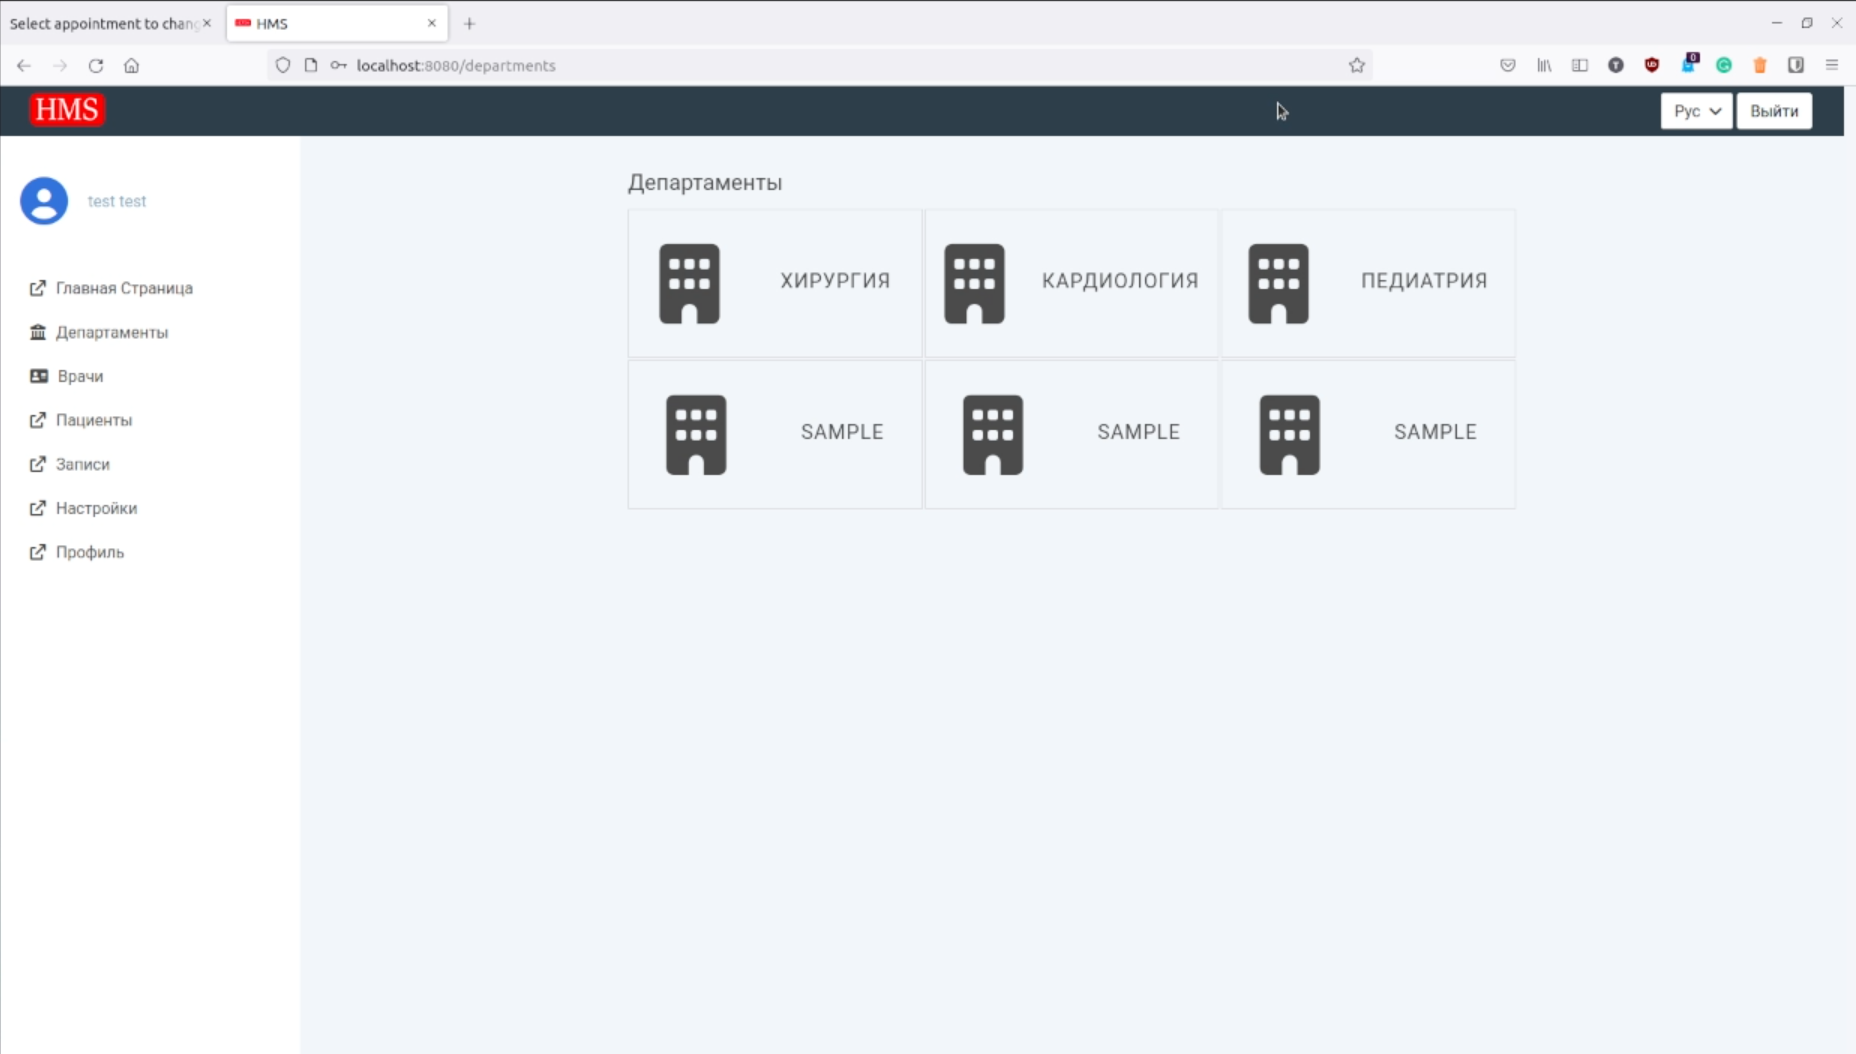 Select appointment to chang
HMS
localhost:8080/departments
0
HMS
Рус
Выйти
test test
Главная Страница
Департаменты
Врачи
Пациенты
Записи
Настройки
Профиль
Департаменты
ХИРУРГИЯ
КАРДИОЛОГИЯ
ПЕДИАТРИЯ
SAMPLE
SAMPLE
SAMPLE